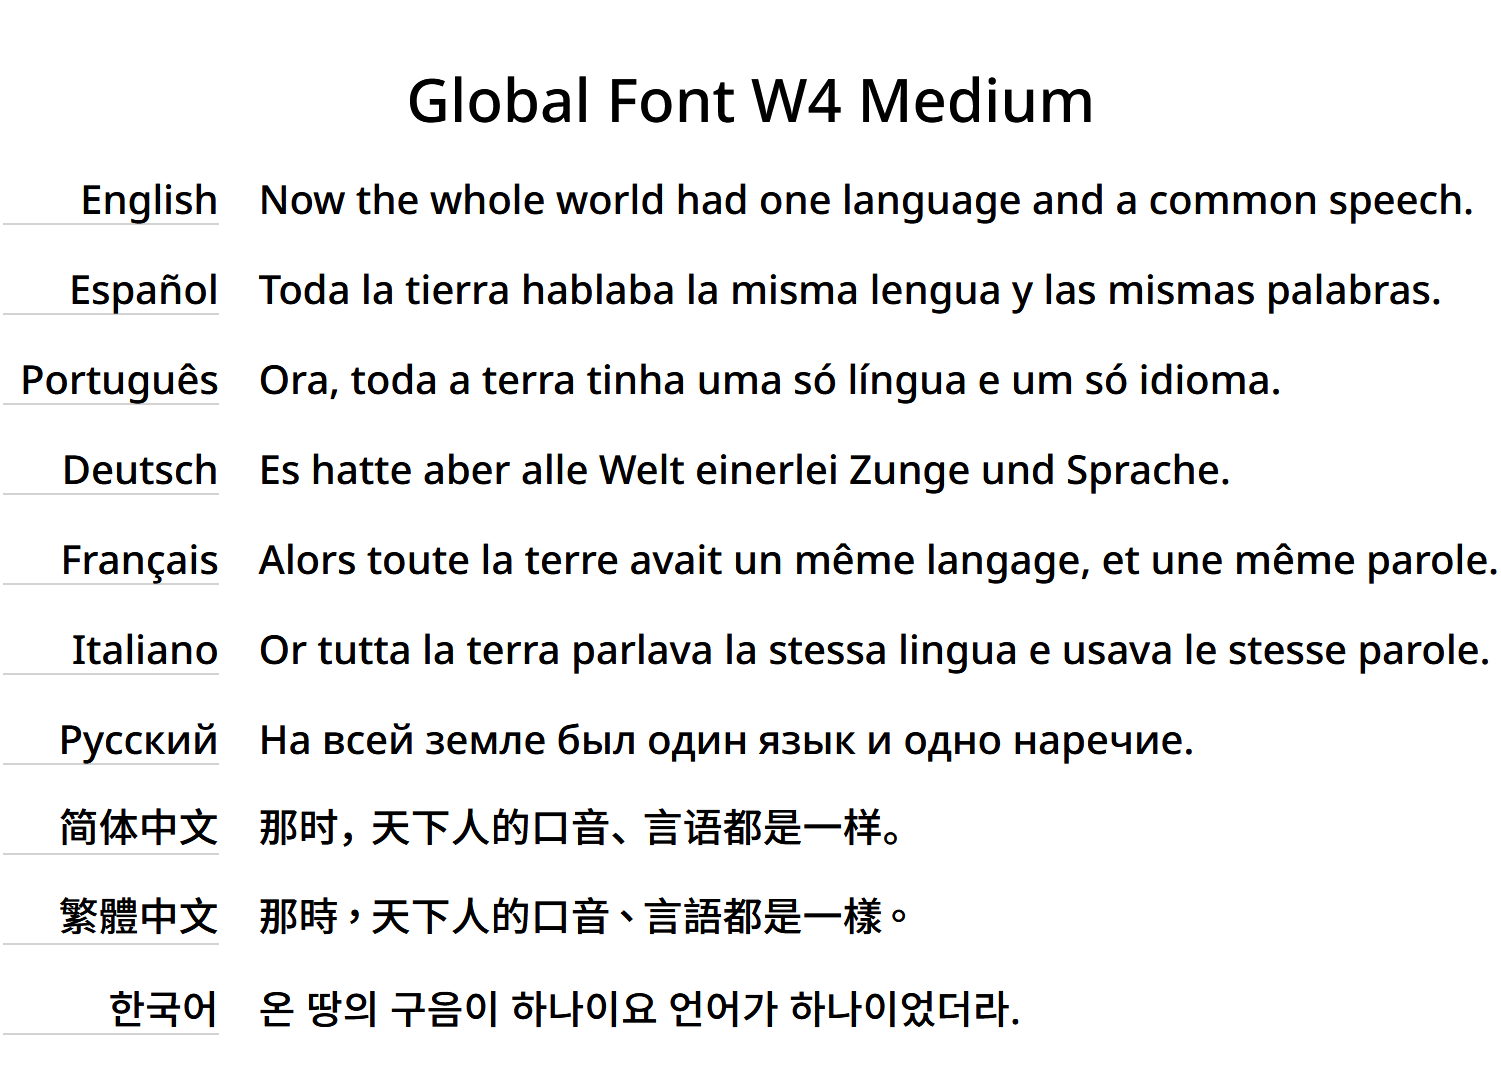 Global Font W4 Medium
English Now the whole world had one language and a common speech.
Español Toda la tierra hablaba la misma lengua y las mismas palabras.
Português Ora, toda a terra tinha uma só língua e um só idioma.
Deutsch Es hatte aber alle Welt einerlei Zunge und Sprache.
Français Alors toute la terre avait un même langage, et une même parole.
Italiano Or tutta la terra parlava la stessa lingua e usava le stesse parole.
Русский На всей земле был один язык и одно наречие.
简体中文 那时，天下人的口音、言语都是一样。
繁體中文 那時，天下人的口音、言語都是一樣。
한국어 온 땅의 구음이 하나이요 언어가 하나이었더라.